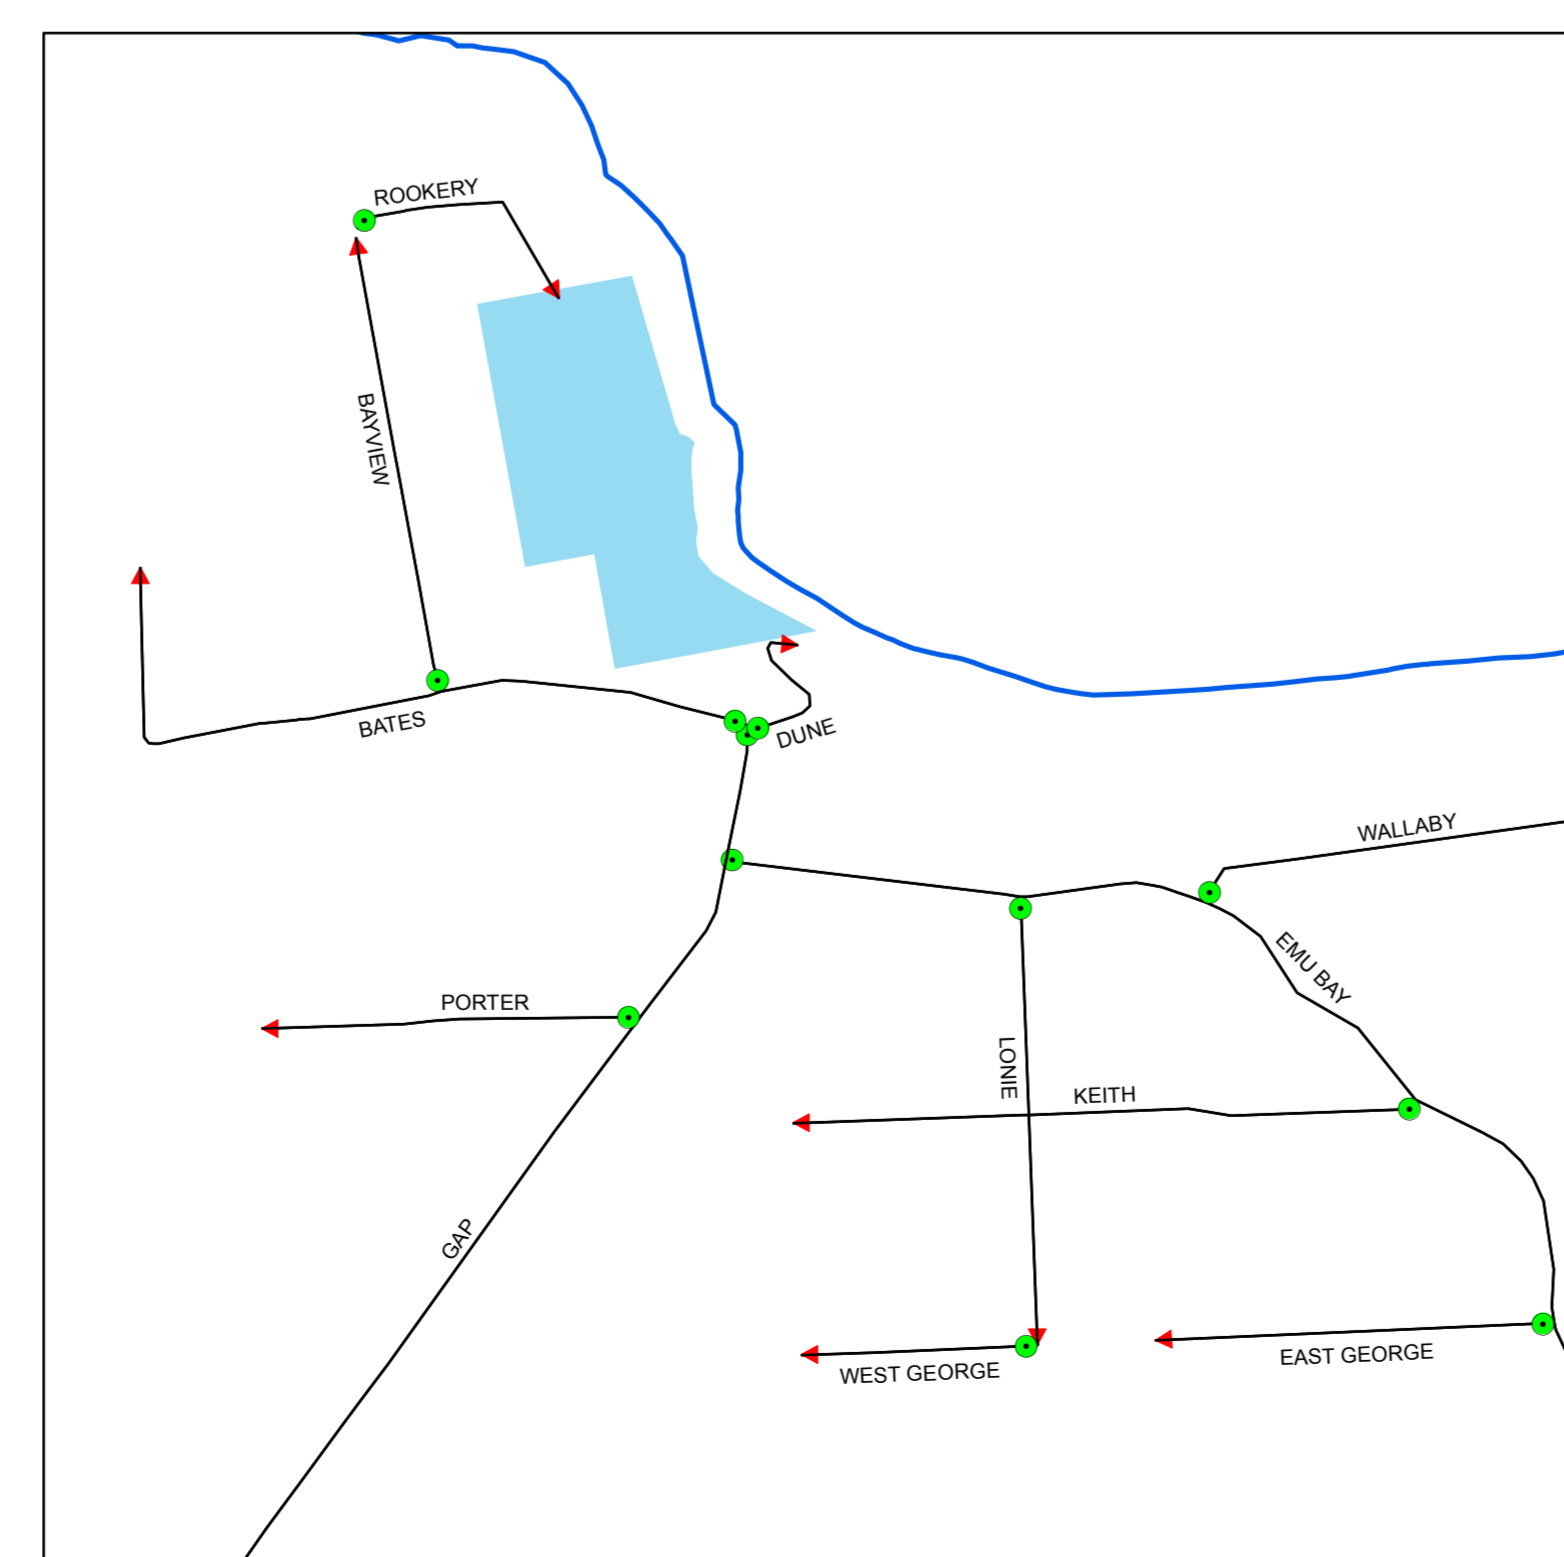 ROOKERY
BAYVIEW
BATES
DUNE
WALLABY
EMU BAY
PORTER
LONIE
KEITH
GAP
WEST GEORGE
EAST GEORGE